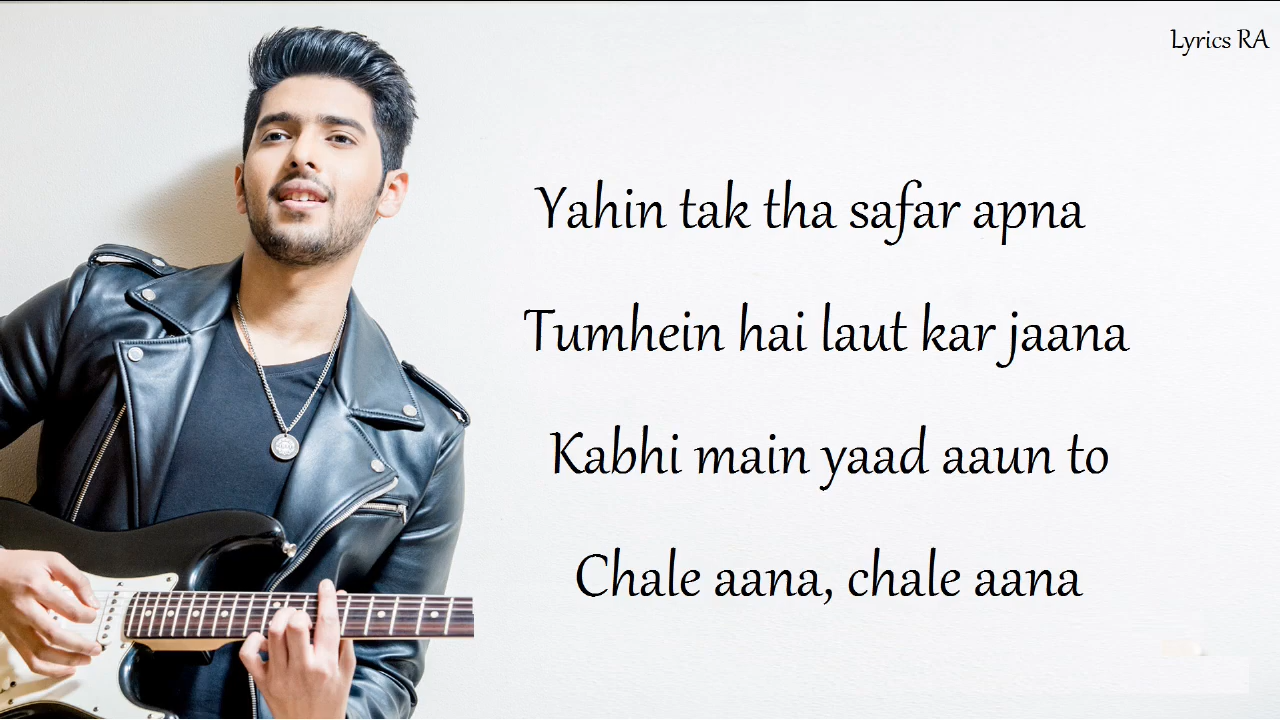 Lyrics RA
Yahin tak tha safar apna
Tumhein hai laut kar jaana
Kabhi main yaad aaun to
Chale aana, chale aana